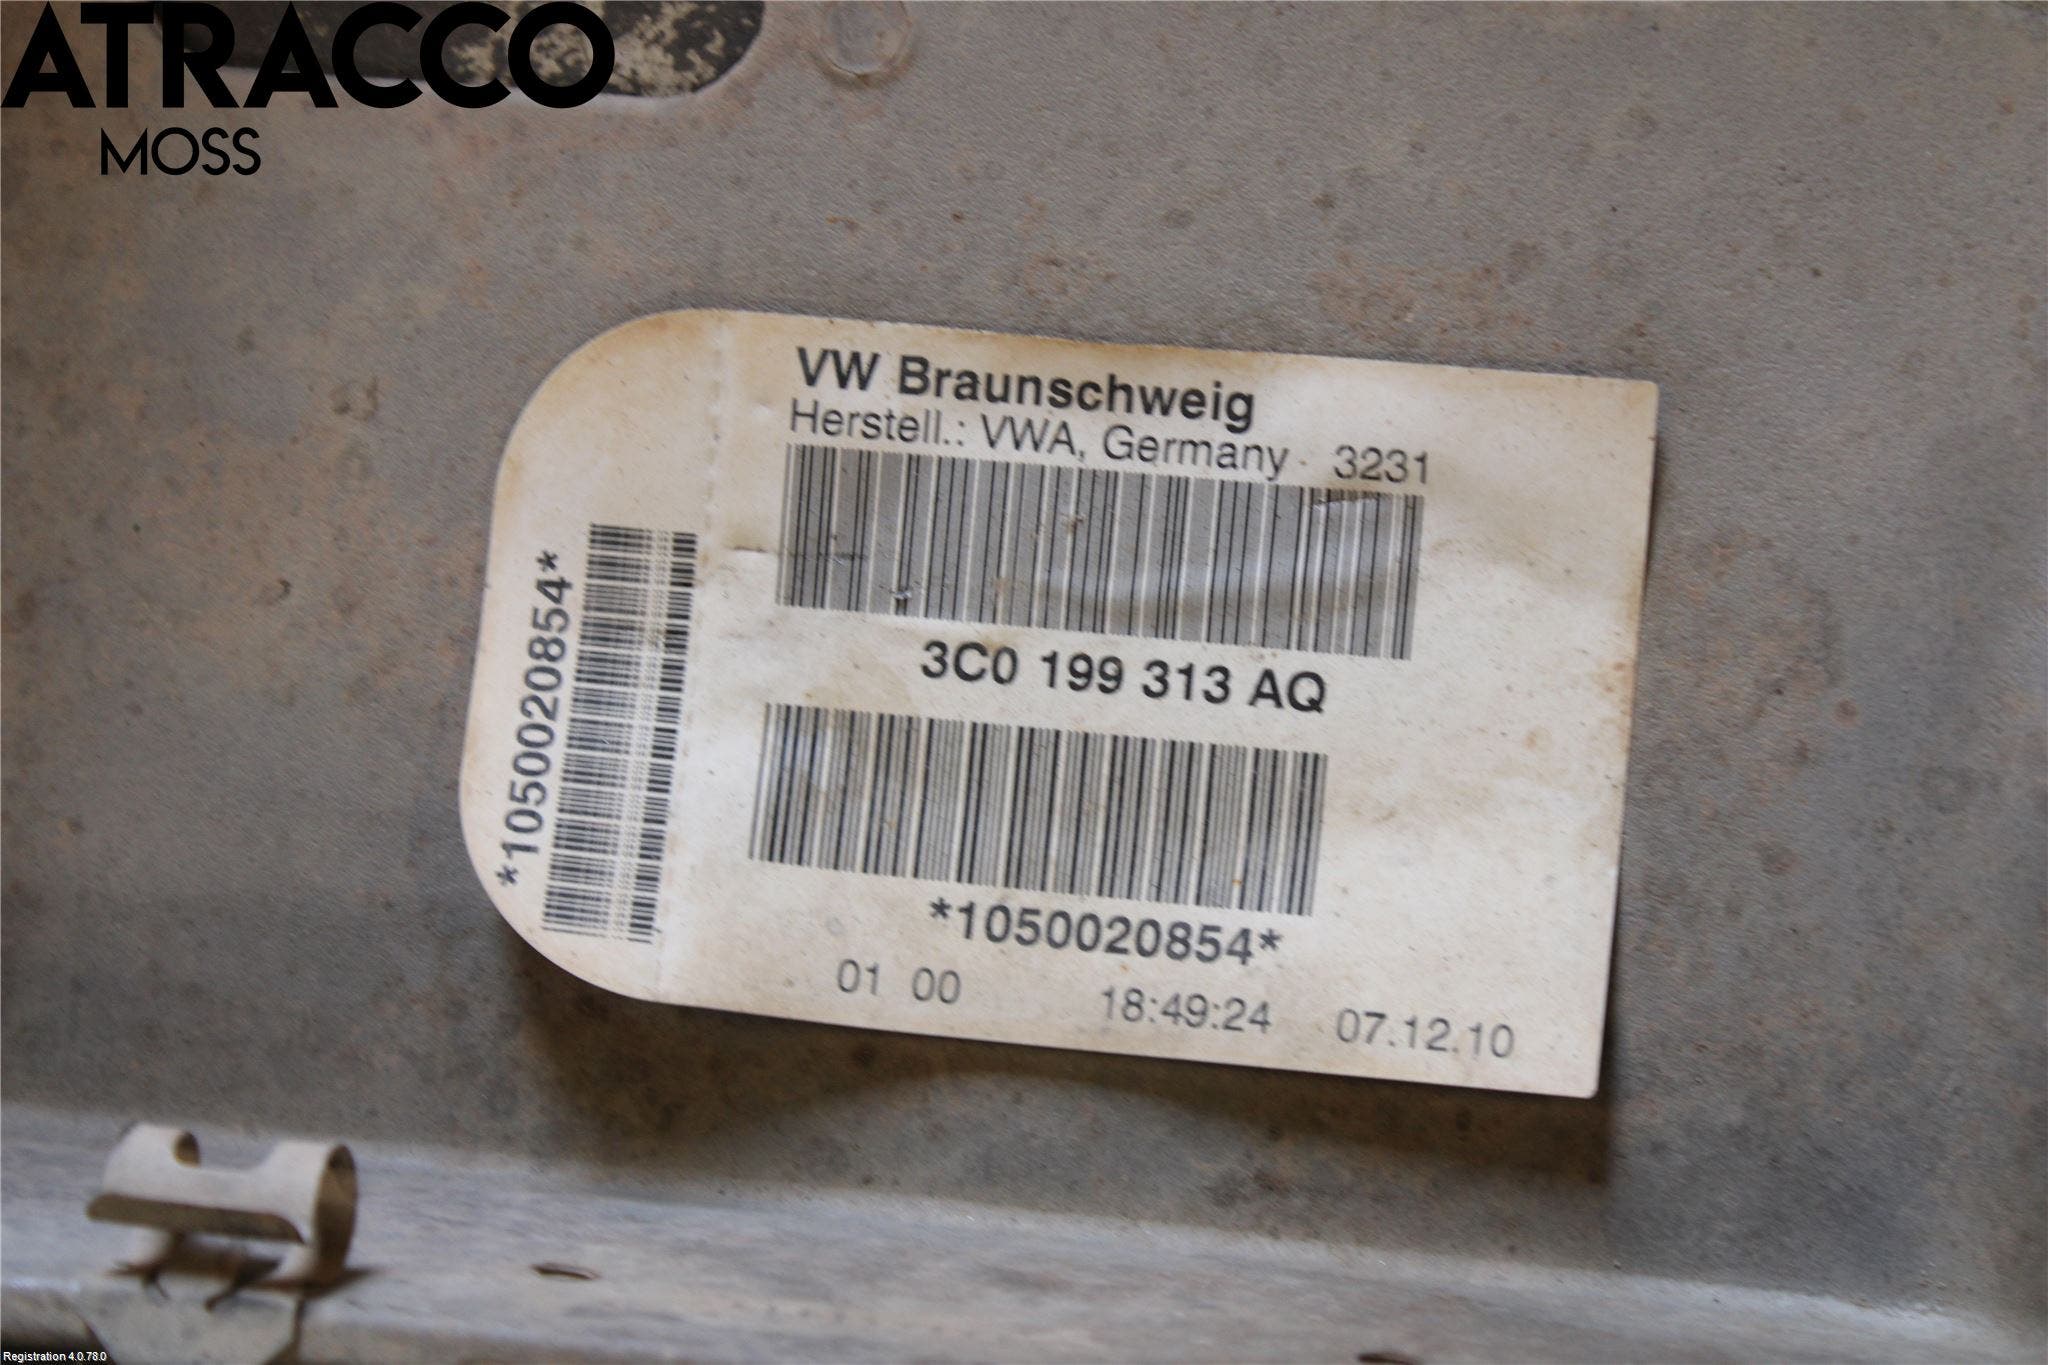 ATRACCO
MOSS
VW Braunschweig
Herstell.: VWA, Germany 3231
3C0 199 313 AQ
*1050020854*
*1050020854*
01 00 18:49:24 07.12.10
Registration 4.0.78.0